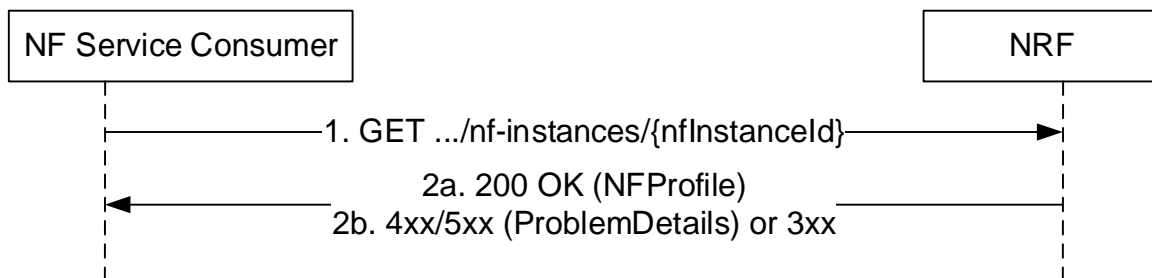 NF Service Consumer
NRF
1. GET .../nf-instances/{nfInstanceId}
2a. 200 OK (NFProfile)
2b. 4xx/5xx (ProblemDetails) or 3xx